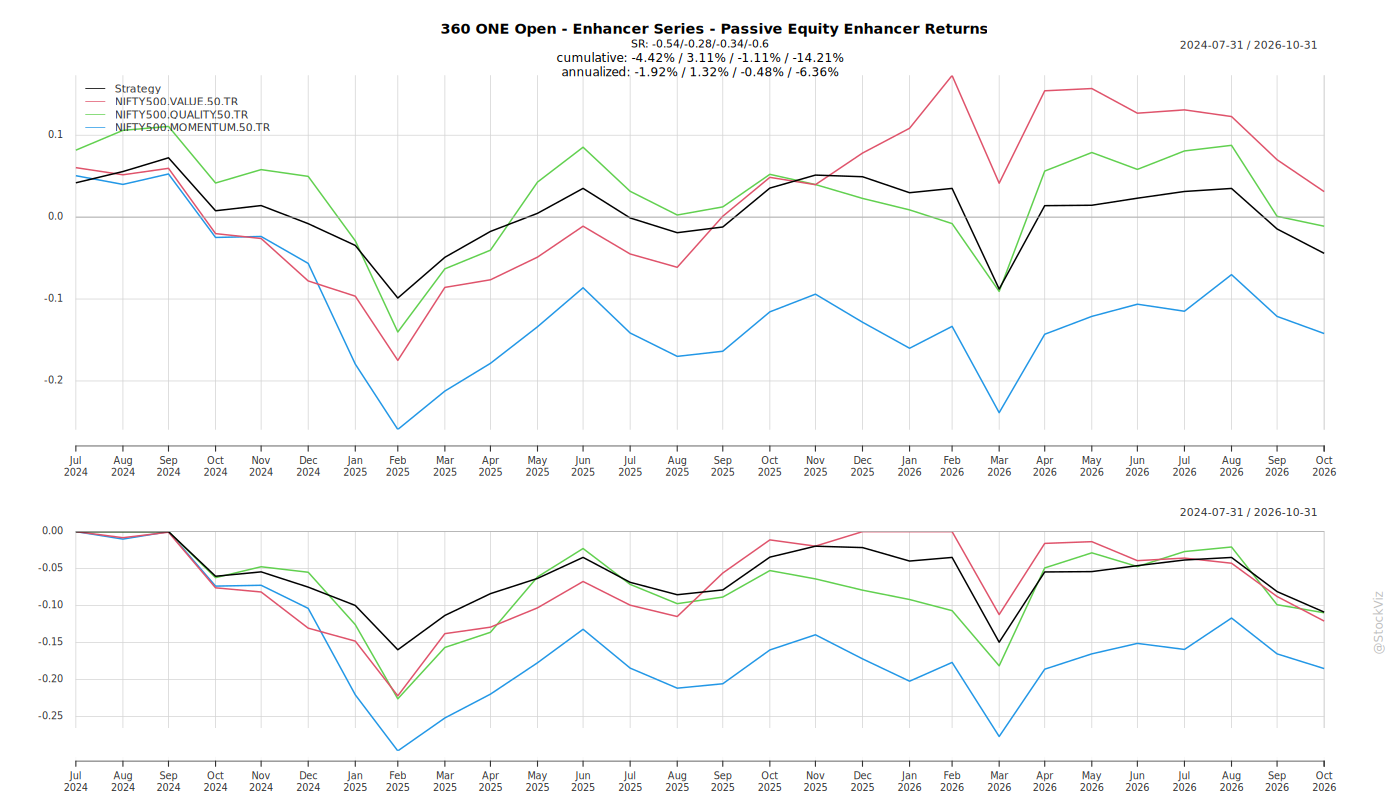 360 ONE Open - Enhancer Series - Passive Equity Enhancer Returns
SR: -0.54/-0.28/-0.34/-0.6
cumulative: -4.42% / 3.11% / -1.11% / -14.21%
annualized: -1.92% / 1.32% / -0.48% / -6.36%
2024-07-31 / 2026-10-31
Strategy
NIFTY500.VALUE.50.TR
NIFTY500.QUALITY.50.TR
NIFTY500.MOMENTUM.50.TR
0.1
0.0
-0.1
-0.2
Jul Aug Sep Oct Nov Dec Jan Feb Mar Apr May Jun Jul Aug Sep Oct Nov Dec Jan Feb Mar Apr May Jun Jul Aug Sep Oct
2024 2024 2024 2024 2024 2024 2025 2025 2025 2025 2025 2025 2025 2025 2025 2025 2025 2025 2026 2026 2026 2026 2026 2026 2026 2026 2026 2026
2024-07-31 / 2026-10-31
0.00
-0.05
-0.10
-0.15
-0.20
-0.25
Jul Aug Sep Oct Nov Dec Jan Feb Mar Apr May Jun Jul Aug Sep Oct Nov Dec Jan Feb Mar Apr May Jun Jul Aug Sep Oct
2024 2024 2024 2024 2024 2024 2025 2025 2025 2025 2025 2025 2025 2025 2025 2025 2025 2025 2026 2026 2026 2026 2026 2026 2026 2026 2026 2026
@StockViz